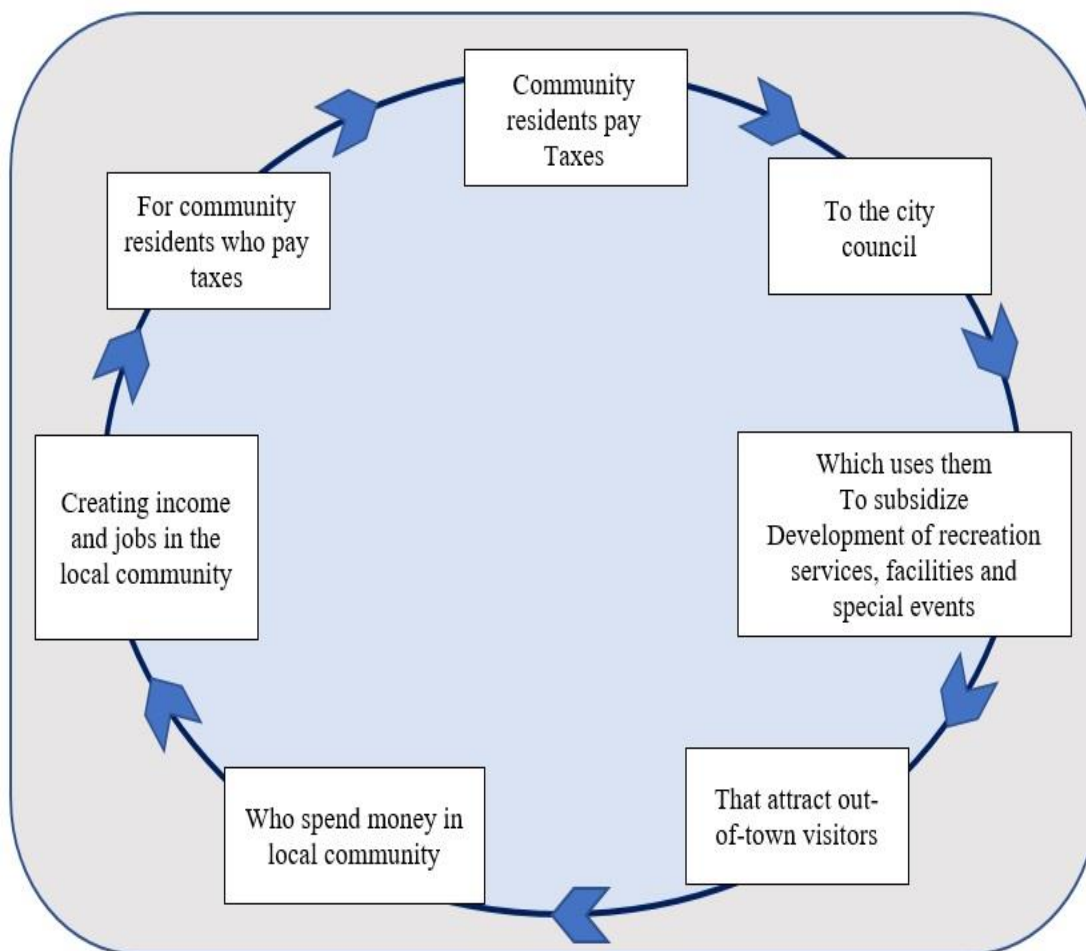 Community
residents pay
Taxes
To the city
council
Which uses them
To subsidize
Development of recreation
services, facilities and
special events
That attract out-
of-town visitors
Who spend money in
local community
Creating income
and jobs in the
local community
For community
residents who pay
taxes